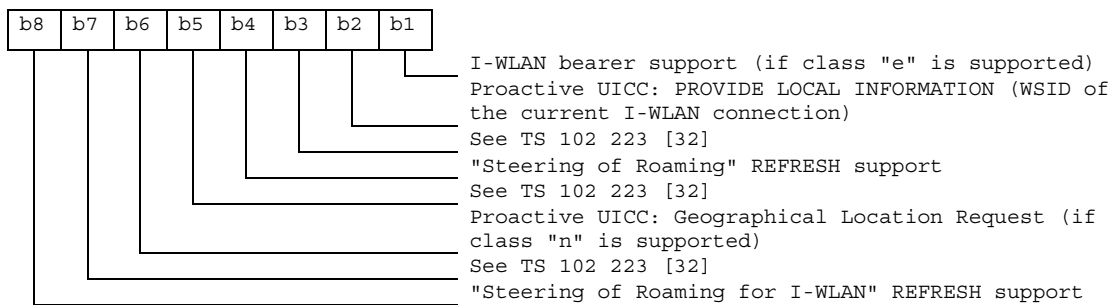 b8 b7 b6 b5 b4 b3 b2 b1
I-WLAN bearer support (if class "e" is supported)
Proactive UICC: PROVIDE LOCAL INFORMATION (WSID of
the current I-WLAN connection)
See TS 102 223 [32]
"Steering of Roaming" REFRESH support
See TS 102 223 [32]
Proactive UICC: Geographical Location Request (if
class "n" is supported)
See TS 102 223 [32]
"Steering of Roaming for I-WLAN" REFRESH support